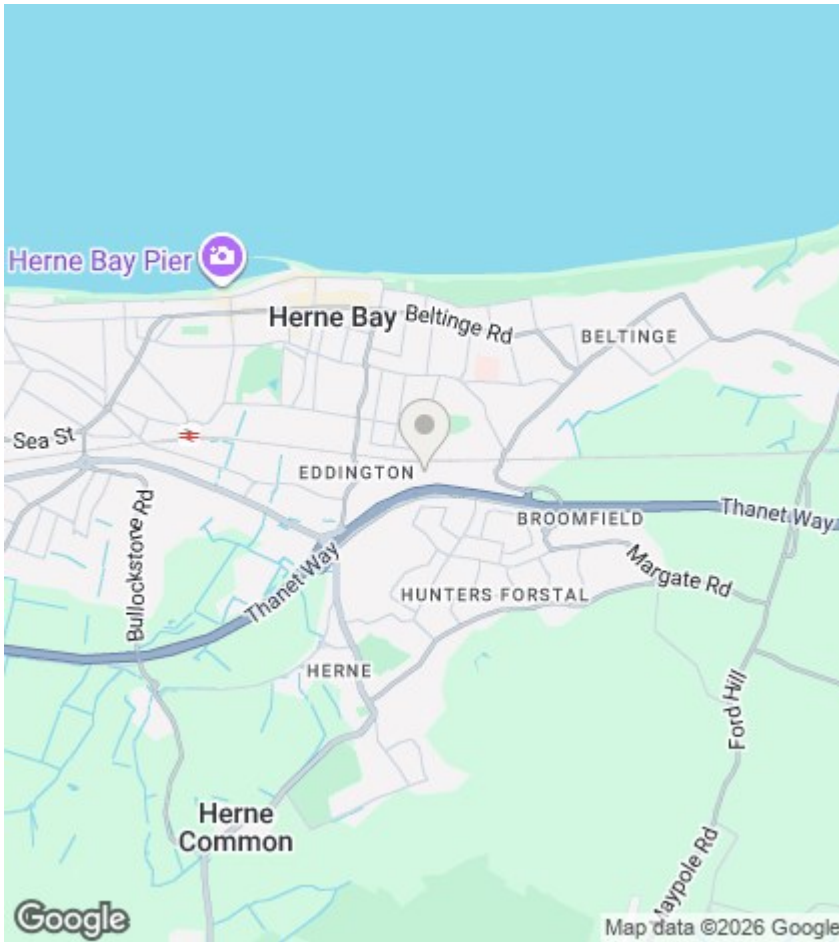 Herne Bay Pier
Herne Bay
Beltinge Rd
BELTINGE
Sea St
EDDINGTON
Thanet Way
BROOMFIELD
Bullockstone Rd
Thanet Way
Margate Rd
HUNTERS FORSTAL
HERNE
Ford Hill
Herne
Common
Maypole Rd
Google
Map data ©2026 Google